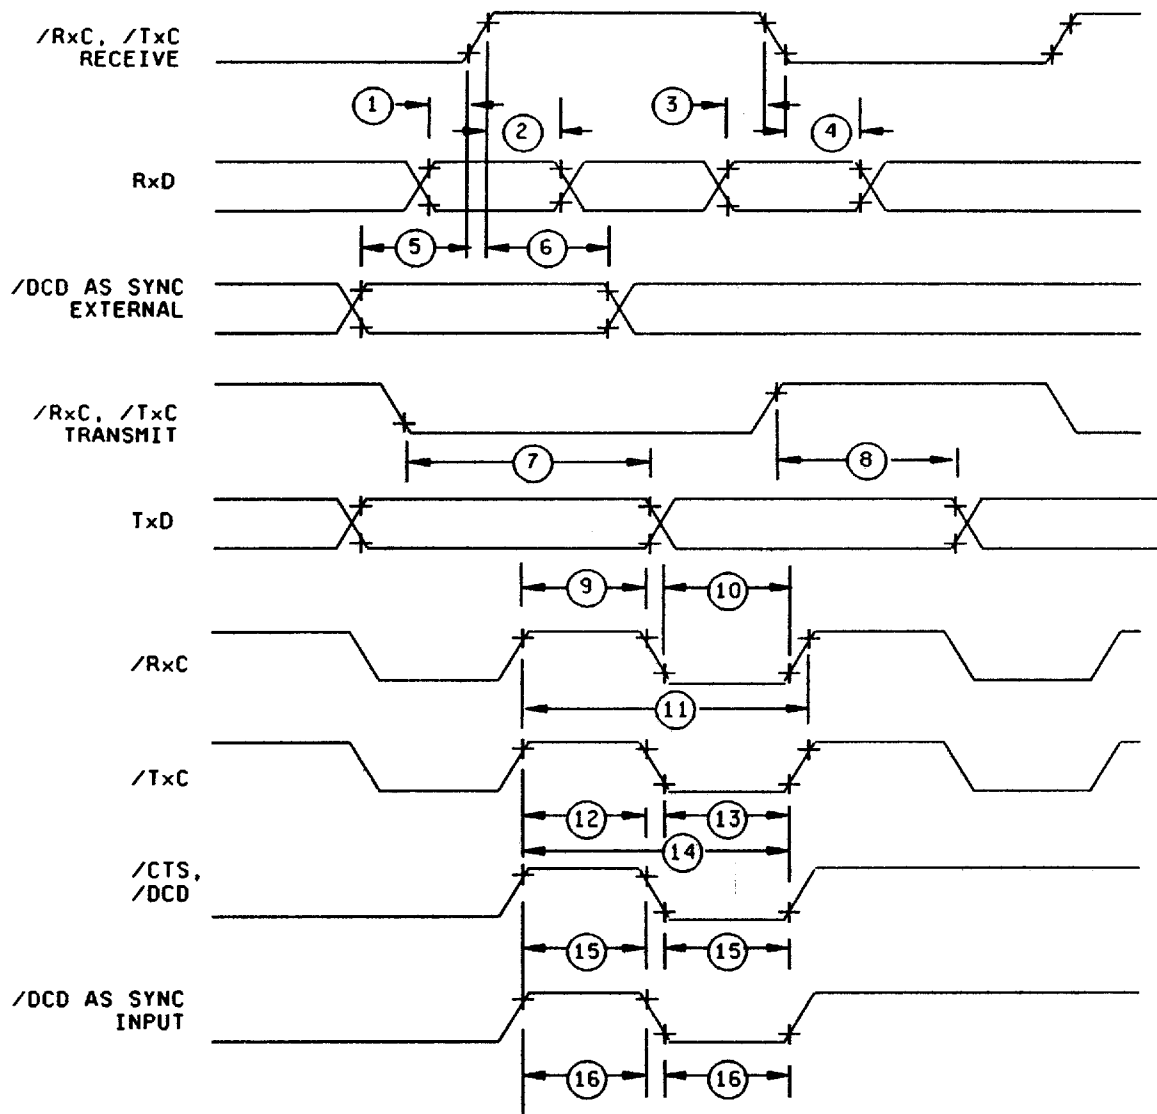 /RxC, /TxC
RECEIVE
1
3
2
4
RxD
5
6
/DCD AS SYNC
EXTERNAL
/RxC, /TxC
TRANSMIT
7
8
TxD
9
10
/RxC
11
/TxC
12
13
14
/CTS,
/DCD
15
15
/DCD AS SYNC
INPUT
16
16